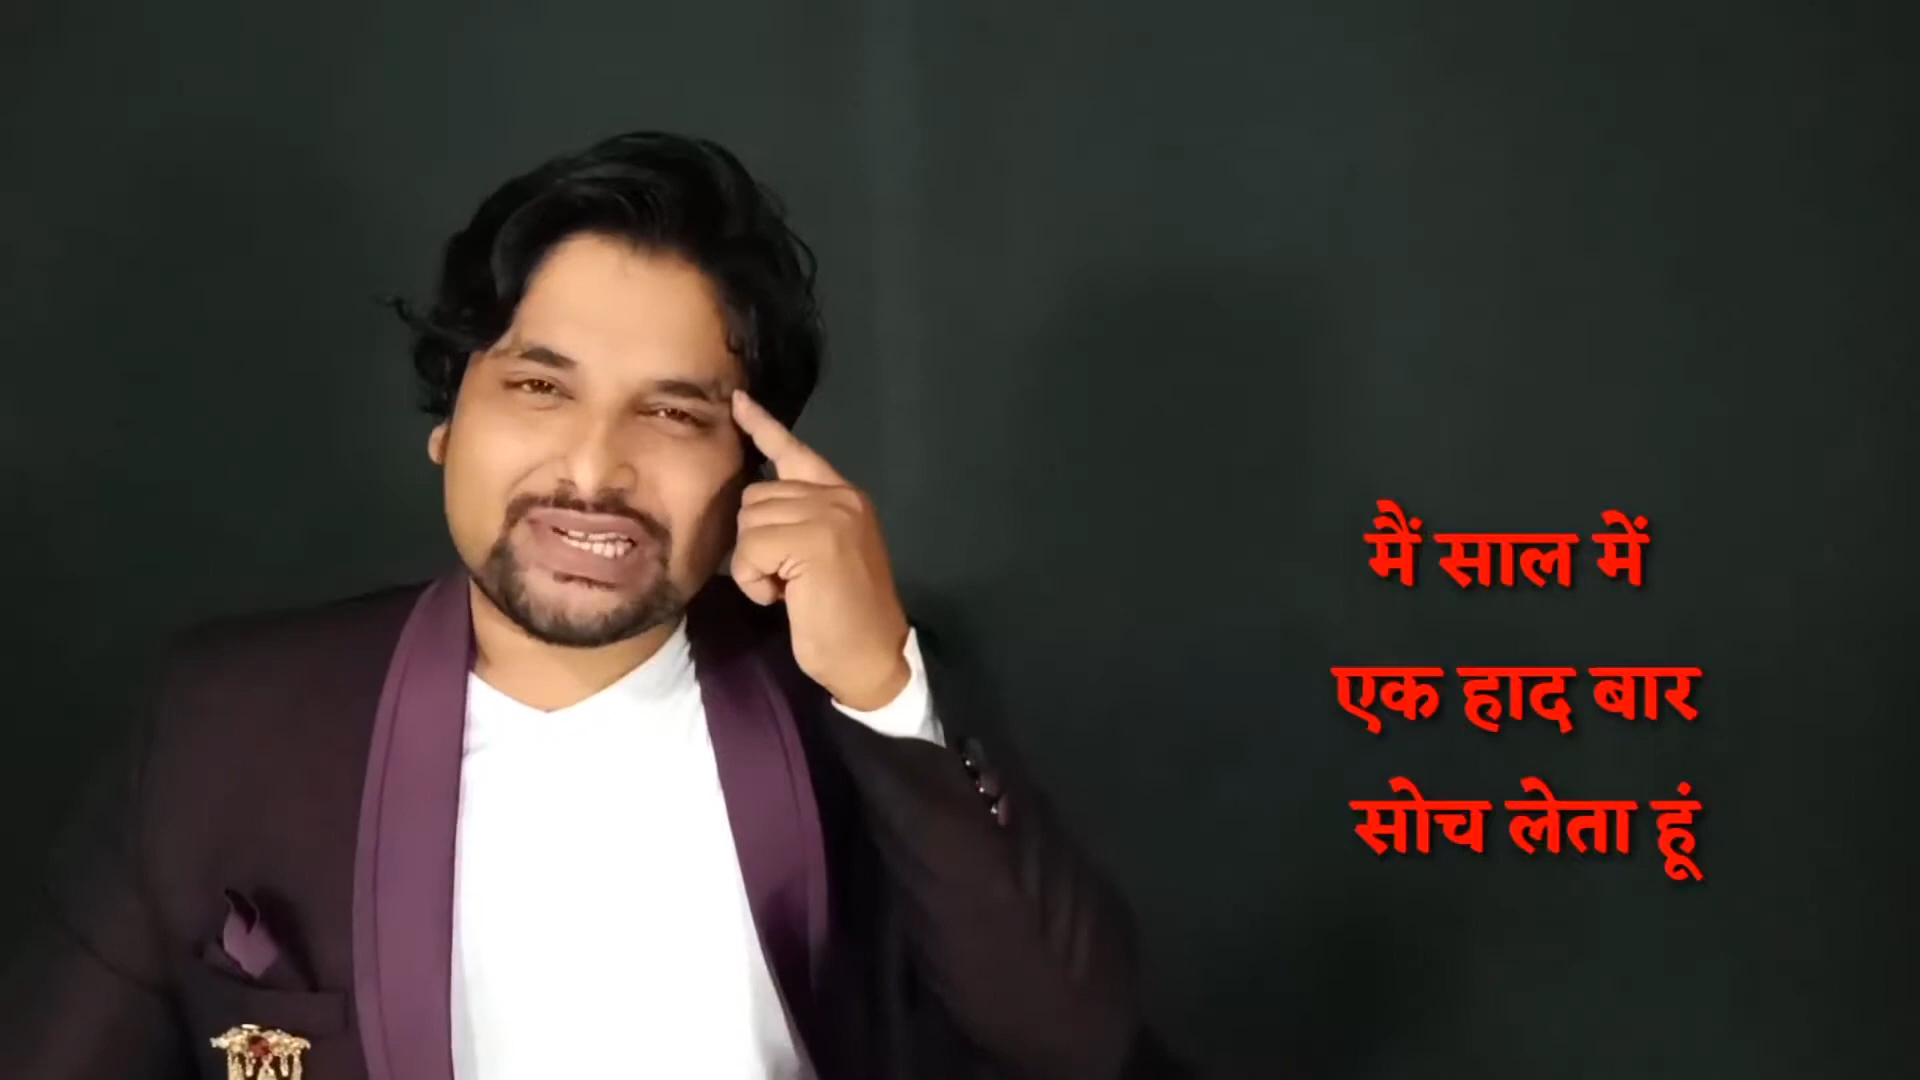 मैं साल में
एक हाद बार
सोच लेता हूं